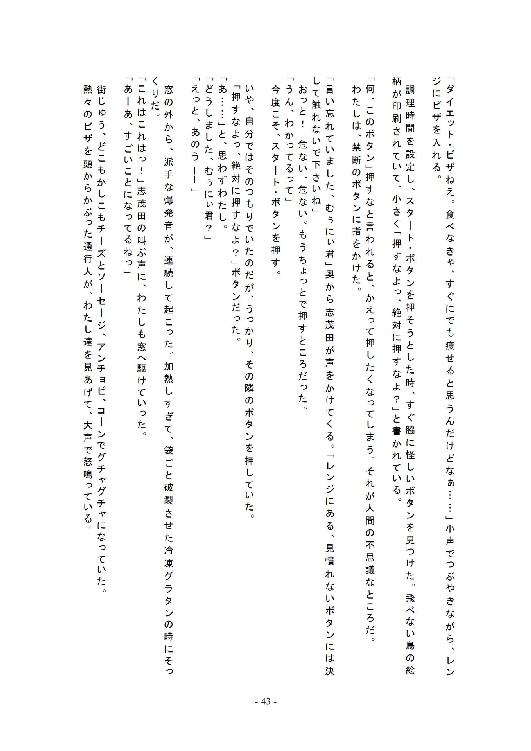 「ダイエット・ピザねえ。食べなきゃ、すぐにでも痩せると思うんだけどなぁ……」小声でつぶやきながら、レン
ジにピザを入れる。
調理時間を設定し、スタート・ボタンを押そうとした時、すぐ脇に怪しいボタンを見つけた。飛べない鳥の絵
柄が印刷されていて、小さく「押すなよっ、絶対に押すなよ？」と書かれている。
「何、このボタン」押すなと言われると、かえって押したくなってしまう。それが人間の不思議なところだ。
わたしは、禁断のボタンに指をかけた。
「言い忘れていました、むぅにぃ君」奥から志茂田が声をかけてくる。「レンジにある、見慣れないボタンには決
して触れないで下さいね」
おっと！　危ない、危ない。もうちょっとで押すところだった。
「うん、わかってるって」
今度こそ、スタート・ボタンを押す。
いや、自分ではそのつもりでいたのだが、うっかり、その隣のボタンを押していた。
「押すなよっ、絶対に押すなよ？」ボタンだった。
「あ……」と、思わずわたし。
「どうしました、むぅにぃ君？」
「えっと、あのうーー」
窓の外から、派手な爆発音が、連続して起こった。加熱しすぎて、袋ごと破裂させた冷凍グラタンの時にそっ
くりだ。
「これはこれはっ！」志茂田の叫ぶ声に、わたしも窓へ駆けていった。
「あーあ、すごいことになってるねっ」
街じゅう、どこもかしこもチーズとソーセージ、アンチョビ、コーンでグチャグチャになっていた。
熱々のピザを頭からかぶった通行人が、わたし達を見あげて、大声で怒鳴っている。
- 43 -